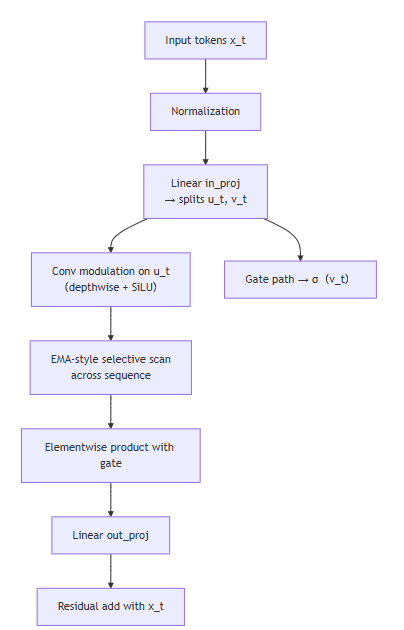 Input tokens x_t
Normalization
Linear in_proj
→ splits u_t, v_t
Conv modulation on u_t
(depthwise + SiLU)
Gate path → σ (v_t)
EMA-style selective scan
across sequence
Elementwise product with
gate
Linear out_proj
Residual add with x_t